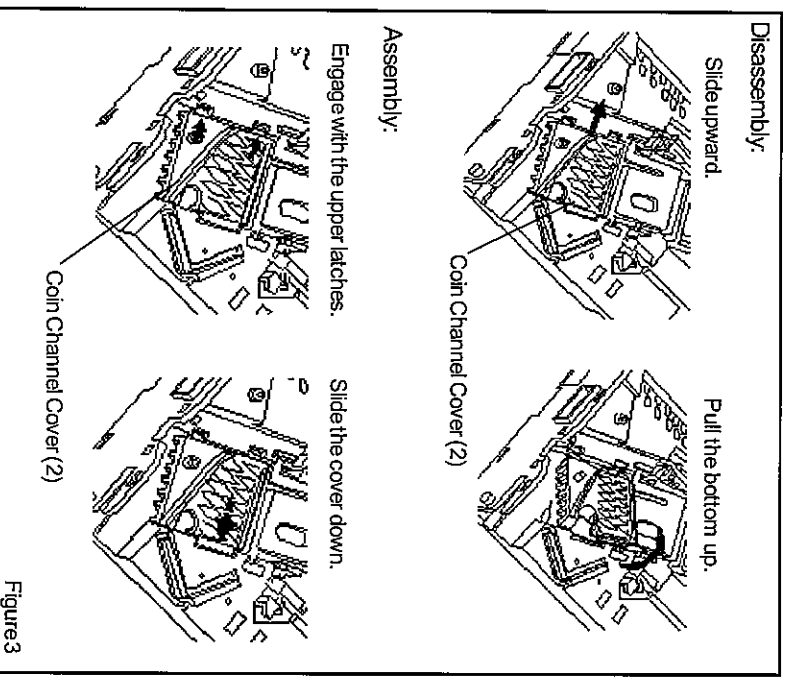 Disassembly:
Slide upward.
Pull the bottom up.
Coin Channel Cover (2)
Assembly:
Engage with the upper latches.
Slide the cover down.
Coin Channel Cover (2)
Figure3